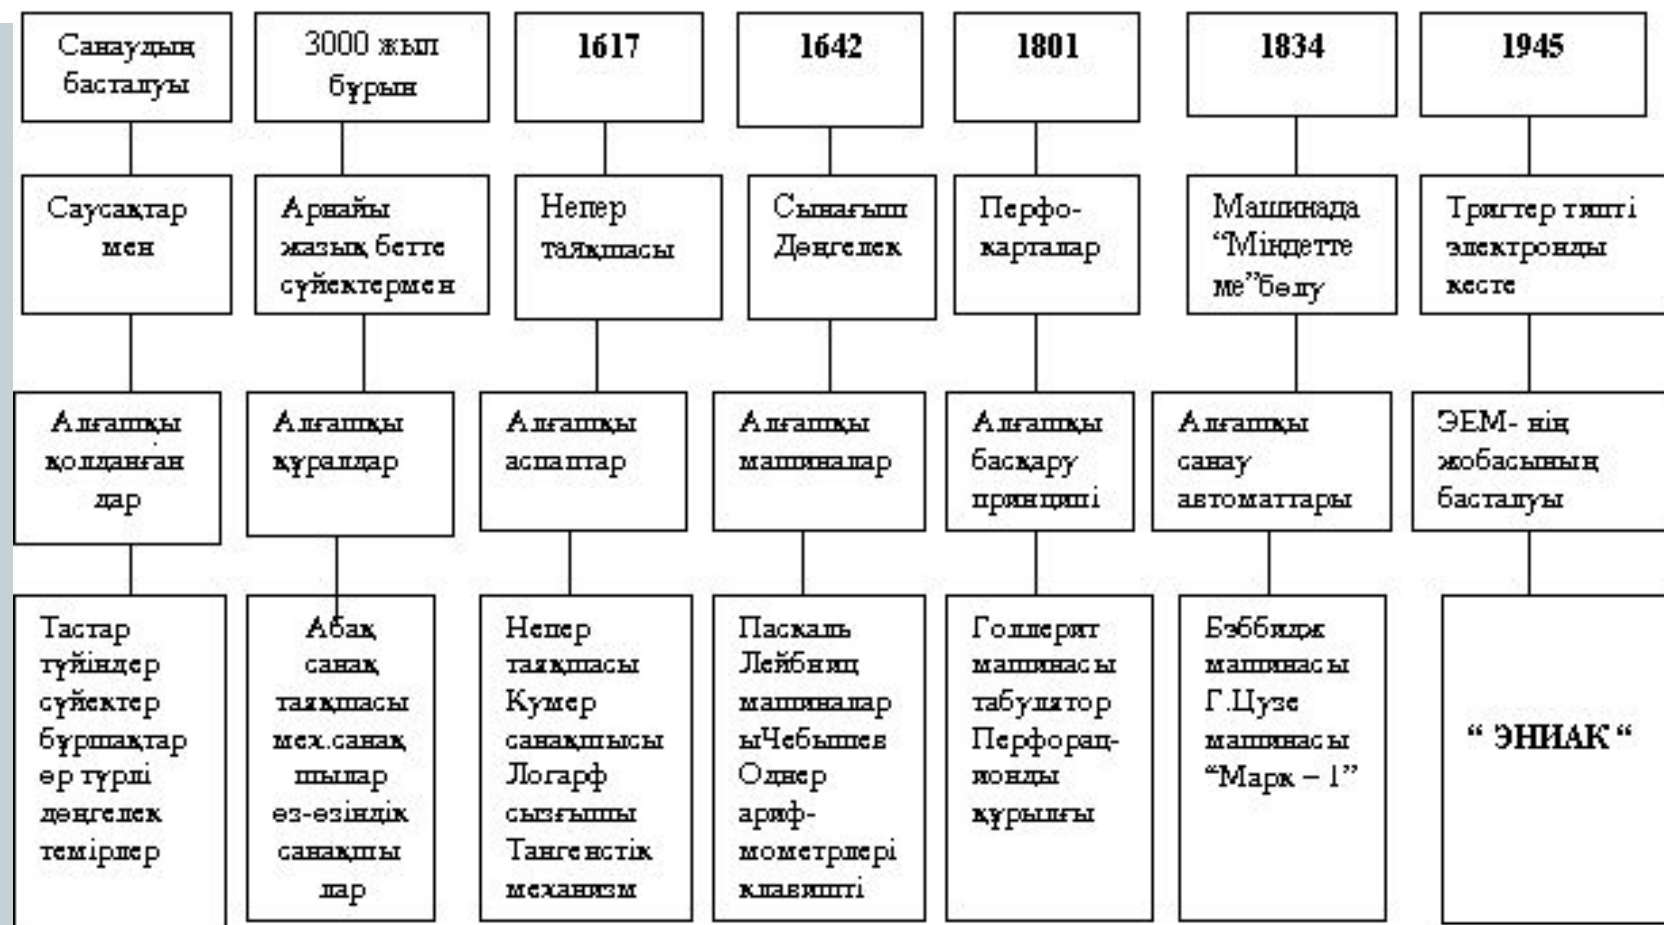 Санаудың
басталуы
3000 жыл
бұрын
1617
1642
1801
1834
1945
Саусақтар
мен
Арнайы
жазық бетте
сүйектермен
Непер
таяқшасы
Сынағыш
Дөңгелек
Перфо-
карталар
Машинада
“Міндетте
ме”бөлу
Триггер типті
электронды
кесте
Алғашқы
қолданған
дар
Алғашқы
құралдар
Алғашқы
аспаптар
Алғашқы
машиналар
Алғашқы
басқару
принципі
Алғашқы
санау
автоматтары
ЭЕМ- нің
жобасының
басталуы
Тастар
түйіндер
сүйектер
бұршақтар
әр түрлі
дөңгелек
темірлер
Абақ
санақ
таяқшасы
мех.санақ
шылар
өз-өзіндік
санақшы
лар
Непер
таяқшасы
Кумер
санақшысы
Логарф
сызғышы
Тангенстік
механизм
Паскаль
Лейбниц
машиналар
ыЧебышев
Однер
ариф-
мометрлері
клавишті
Голлерит
машинасы
табулятор
Перфорац-
ионды
құрылғы
Бэббидж
машинасы
Г.Цузе
машинасы
“Марк – 1”
“ ЭНИАК “